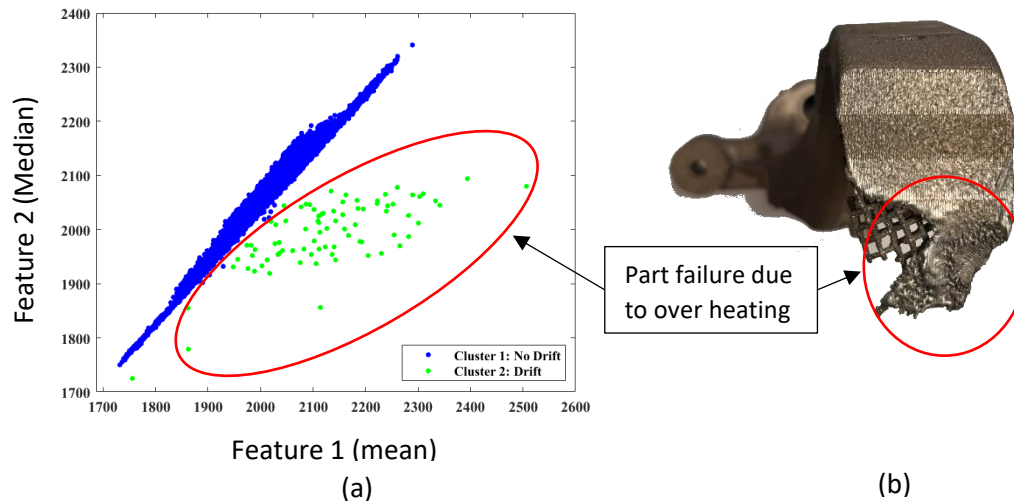 2400
2300
2200
2100
2000
1900
1800
1700
1700 1800 1900 2000 2100 2200 2300 2400 2500 2600
Feature 2 (Median)
Feature 1 (mean)
Cluster 1: No Drift
Cluster 2: Drift
(a)
Part failure due
to over heating
(b)